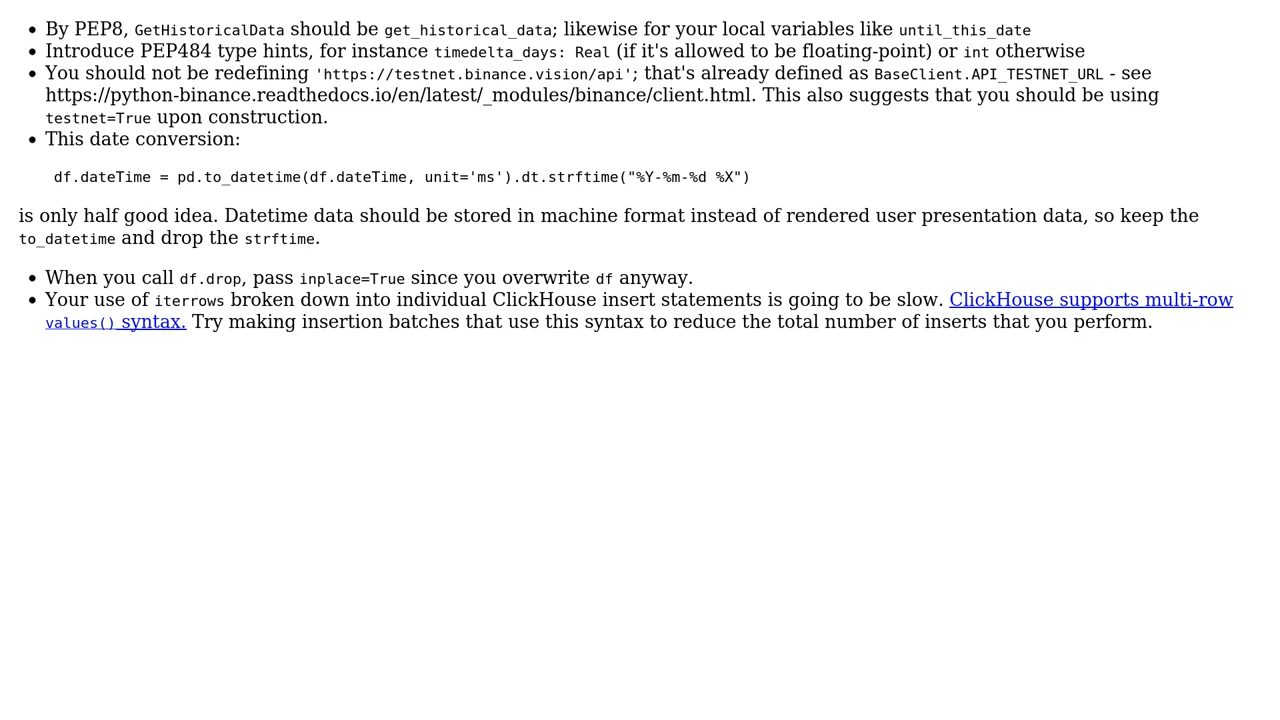 By PEP8, GetHistoricalData should be get_historical_data; likewise for your local variables like until_this_date
Introduce PEP484 type hints, for instance timedelta_days: Real (if it's allowed to be floating-point) or int otherwise
You should not be redefining 'https://testnet.binance.vision/api'; that's already defined as BaseClient.API_TESTNET_URL - see
https://python-binance.readthedocs.io/en/latest/_modules/binance/client.html. This also suggests that you should be using
testnet=True upon construction.
This date conversion:
df.dateTime = pd.to_datetime(df.dateTime, unit='ms').dt.strftime("%Y-%m-%d %X")
is only half good idea. Datetime data should be stored in machine format instead of rendered user presentation data, so keep the
to_datetime and drop the strftime.
When you call df.drop, pass inplace=True since you overwrite df anyway.
Your use of iterrows broken down into individual ClickHouse insert statements is going to be slow. ClickHouse supports multi-row
values() syntax. Try making insertion batches that use this syntax to reduce the total number of inserts that you perform.